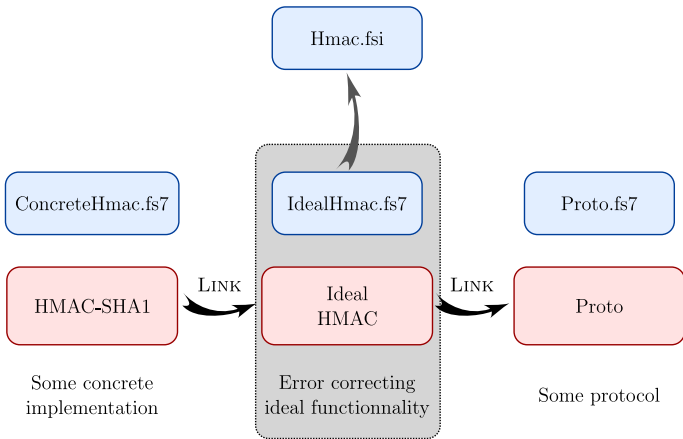 Hmac.fsi
ConcreteHmac.fs7
IdealHmac.fs7
Proto.fs7
LINK
LINK
HMAC-SHA1
Ideal
HMAC
Proto
Some concrete
implementation
Error correcting
ideal functionnality
Some protocol